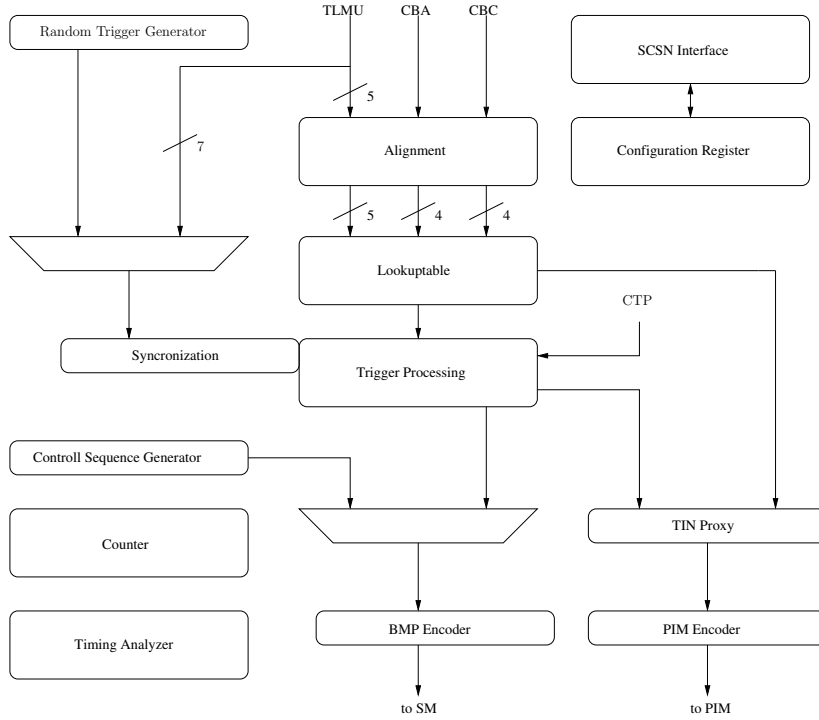 TLMU CBA CBC
Random Trigger Generator
SCSN Interface
5
7
Alignment
Configuration Register
5 4 4
Lookuptable
CTP
Syncronization
Trigger Processing
Controll Sequence Generator
Counter
TIN Proxy
Timing Analyzer
BMP Encoder
PIM Encoder
to SM
to PIM